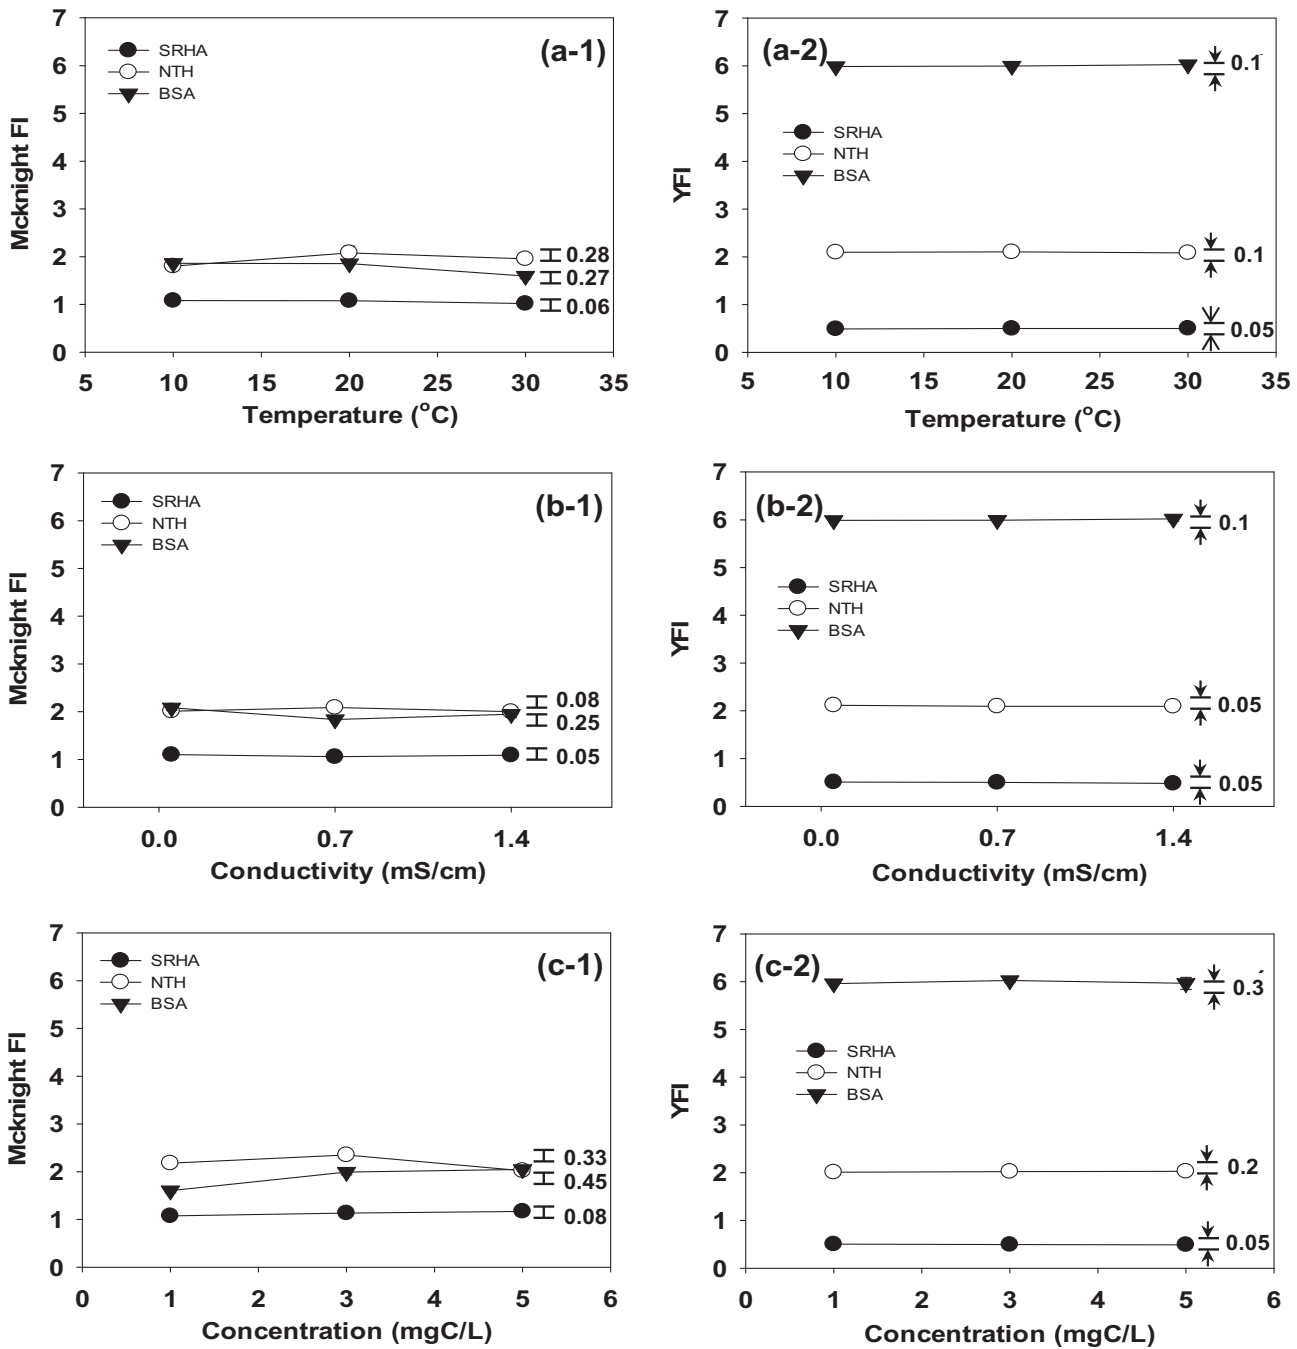 (a-1)
7
6
5
4
3
2
1
0
Mcknight FI
SRHA
NTH
BSA
0.28
0.27
0.06
5 10 15 20 25 30 35
Temperature (°C)
(a-2)
7
6
5
4
3
2
1
0
YFI
SRHA
NTH
BSA
0.1
0.1
0.05
5 10 15 20 25 30 35
Temperature (°C)
(b-1)
7
6
5
4
3
2
1
0
Mcknight FI
SRHA
NTH
BSA
0.08
0.25
0.05
0.0 0.7 1.4
Conductivity (mS/cm)
(b-2)
7
6
5
4
3
2
1
0
YFI
SRHA
NTH
BSA
0.1
0.05
0.05
0.0 0.7 1.4
Conductivity (mS/cm)
(c-1)
7
6
5
4
3
2
1
0
Mcknight FI
SRHA
NTH
BSA
0.33
0.45
0.08
0 1 2 3 4 5 6
Concentration (mgC/L)
(c-2)
7
6
5
4
3
2
1
0
YFI
SRHA
NTH
BSA
0.3
0.2
0.05
0 1 2 3 4 5 6
Concentration (mgC/L)